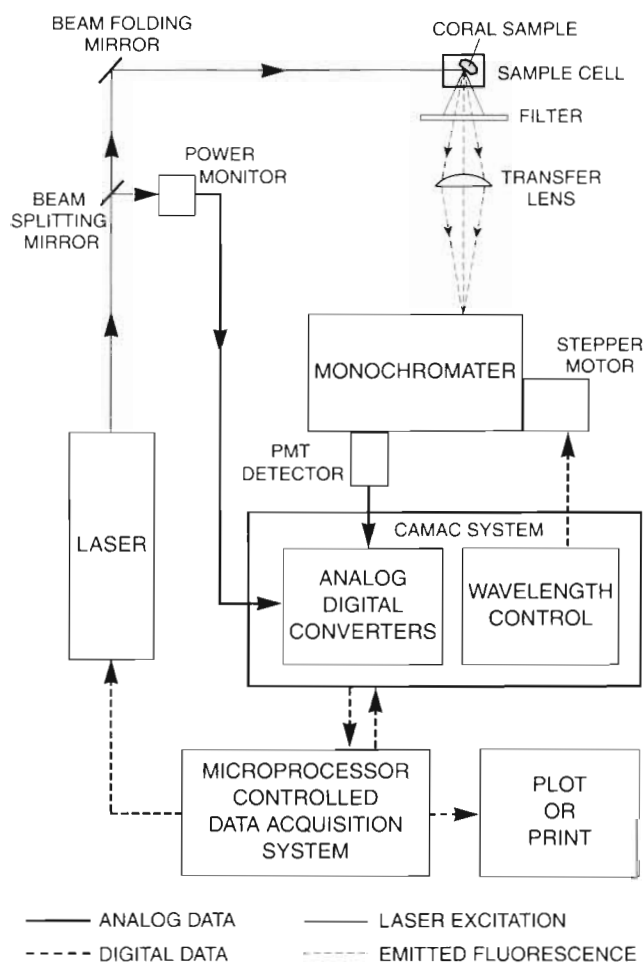 BEAM FOLDING
MIRROR
CORAL SAMPLE
SAMPLE CELL
FILTER
POWER
MONITOR
TRANSFER
LENS
BEAM
SPLITTING
MIRROR
STEPPER
MOTOR
MONOCHROMATER
PMT
DETECTOR
LASER
CAMAC SYSTEM
ANALOG
DIGITAL
CONVERTERS
WAVELENGTH
CONTROL
MICROPROCESSOR
CONTROLLED
DATA ACQUISITION
SYSTEM
PLOT
OR
PRINT
ANALOG DATA
LASER EXCITATION
DIGITAL DATA
EMITTED FLUORESCENCE